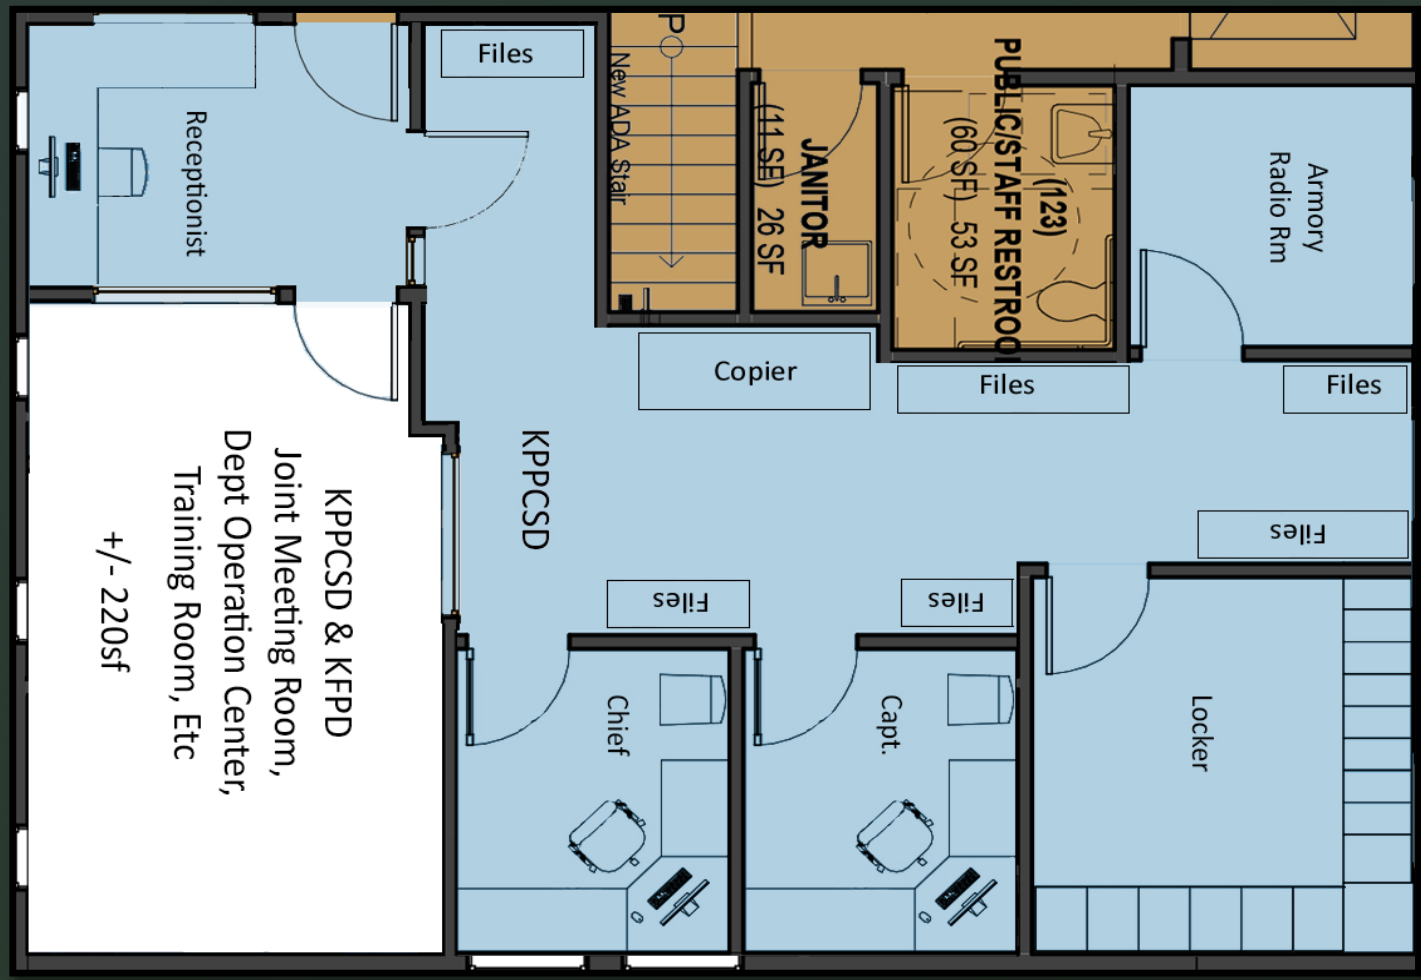 Files
P
New ADA Stair
Receptionist
JANITOR
(11 SF) 26 SF
PUBLIC/STAFF RESTROO
(123)
(60 SF) 53 SF
Armory
Radio Rm
Copier
Files
Files
KPPCSD
KPPCSD & KFPD
Joint Meeting Room,
Dept Operation Center,
Training Room, Etc
+/- 220sf
Files
Files
Files
Chief
Capt.
Locker